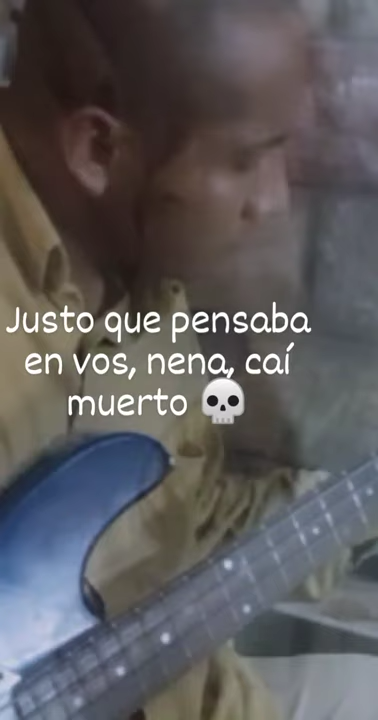 Justo que pensaba
en vos, nena, caí
muerto 💀